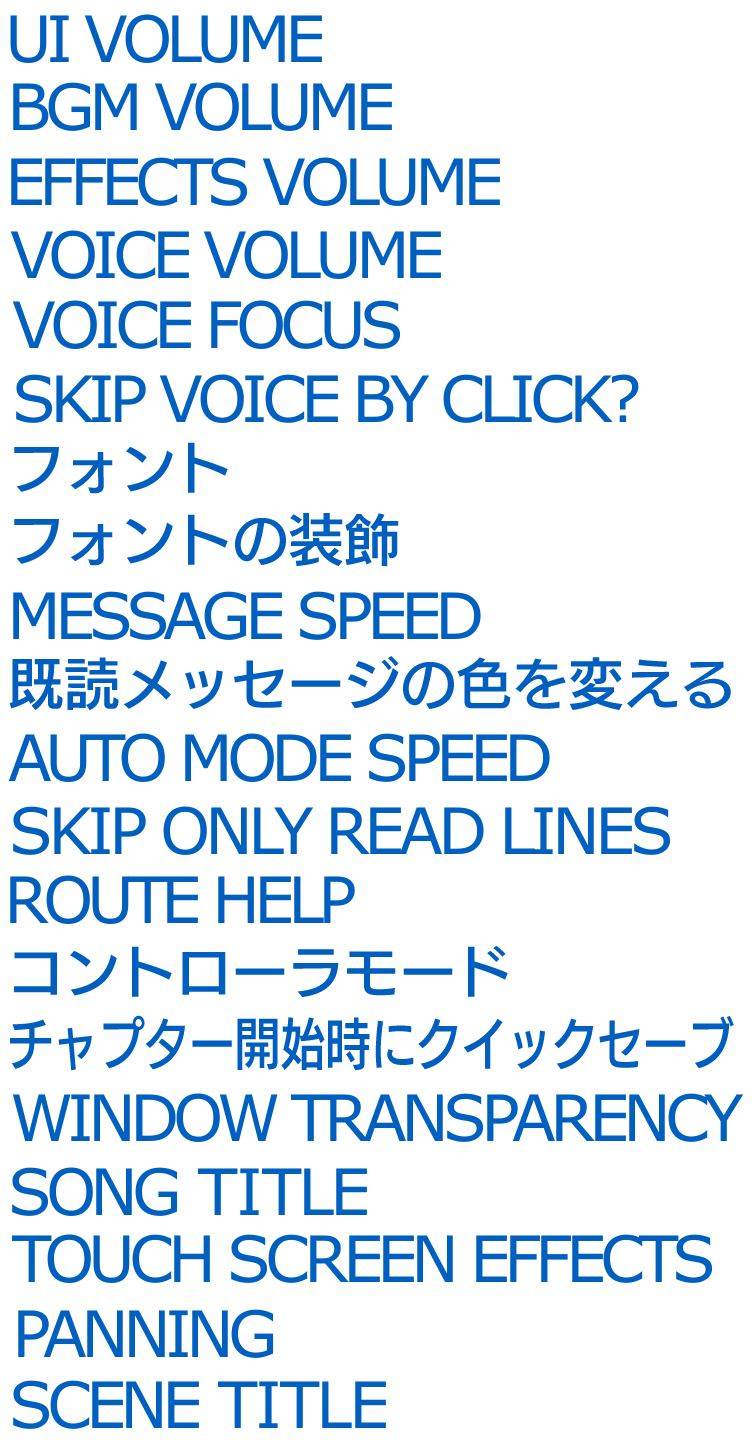 UI VOLUME
BGM VOLUME
EFFECTS VOLUME
VOICE VOLUME
VOICE FOCUS
SKIP VOICE BY CLICK?
フォント
フォントの装飾
MESSAGE SPEED
既読メッセージの色を変える
AUTO MODE SPEED
SKIP ONLY READ LINES
ROUTE HELP
コントローラモード
チャプター開始時にクイックセーブ
WINDOW TRANSPARENCY
SONG TITLE
TOUCH SCREEN EFFECTS
PANNING
SCENE TITLE